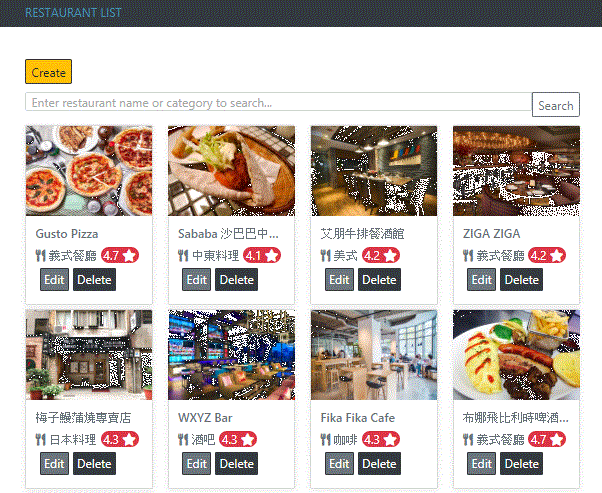 RESTAURANT LIST
Create
Enter restaurant name or category to search...
Search
Gusto Pizza
義式餐廳 4.7
Edit Delete
Sababa 沙巴巴中...
中東料理 4.1
Edit Delete
艾朋牛排餐酒館
美式 4.2
Edit Delete
ZIGA ZIGA
義式餐廳 4.2
Edit Delete
梅子鰻蒲燒專賣店
日本料理 4.3
Edit Delete
WXYZ Bar
酒吧 4.3
Edit Delete
Fika Fika Cafe
咖啡 4.3
Edit Delete
布娜飛比利時啤酒...
義式餐廳 4.7
Edit Delete